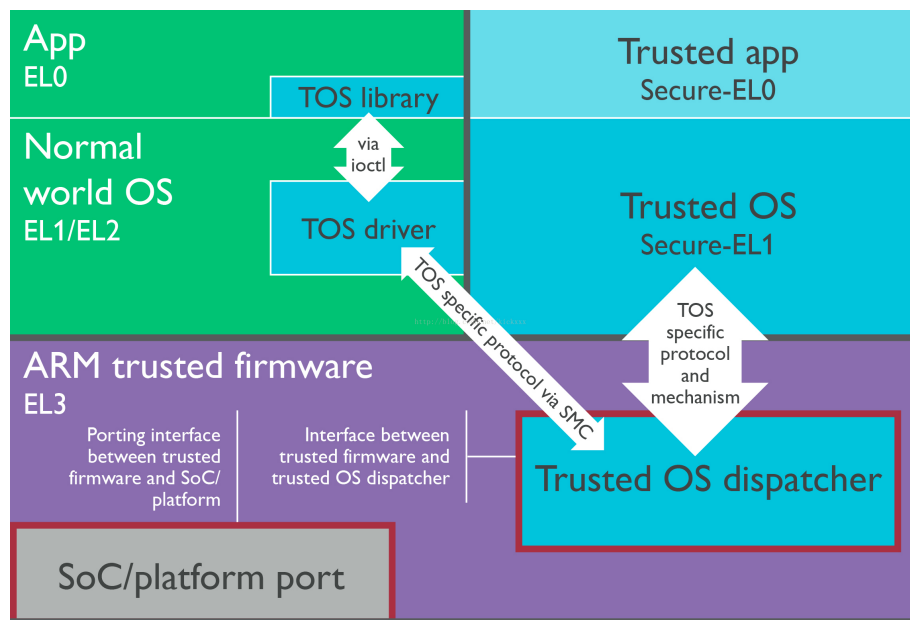 App
EL0
TOS library
Trusted app
Secure-EL0
Normal
world OS
EL1/EL2
via
ioctl
TOS driver
Trusted OS
Secure-EL1
TOS specific protocol via SMC
TOS
specific
protocol
and
mechanism
ARM trusted firmware
EL3
Porting interface
between trusted
firmware and SoC/
platform
Interface between
trusted firmware and
trusted OS dispatcher
Trusted OS dispatcher
SoC/platform port